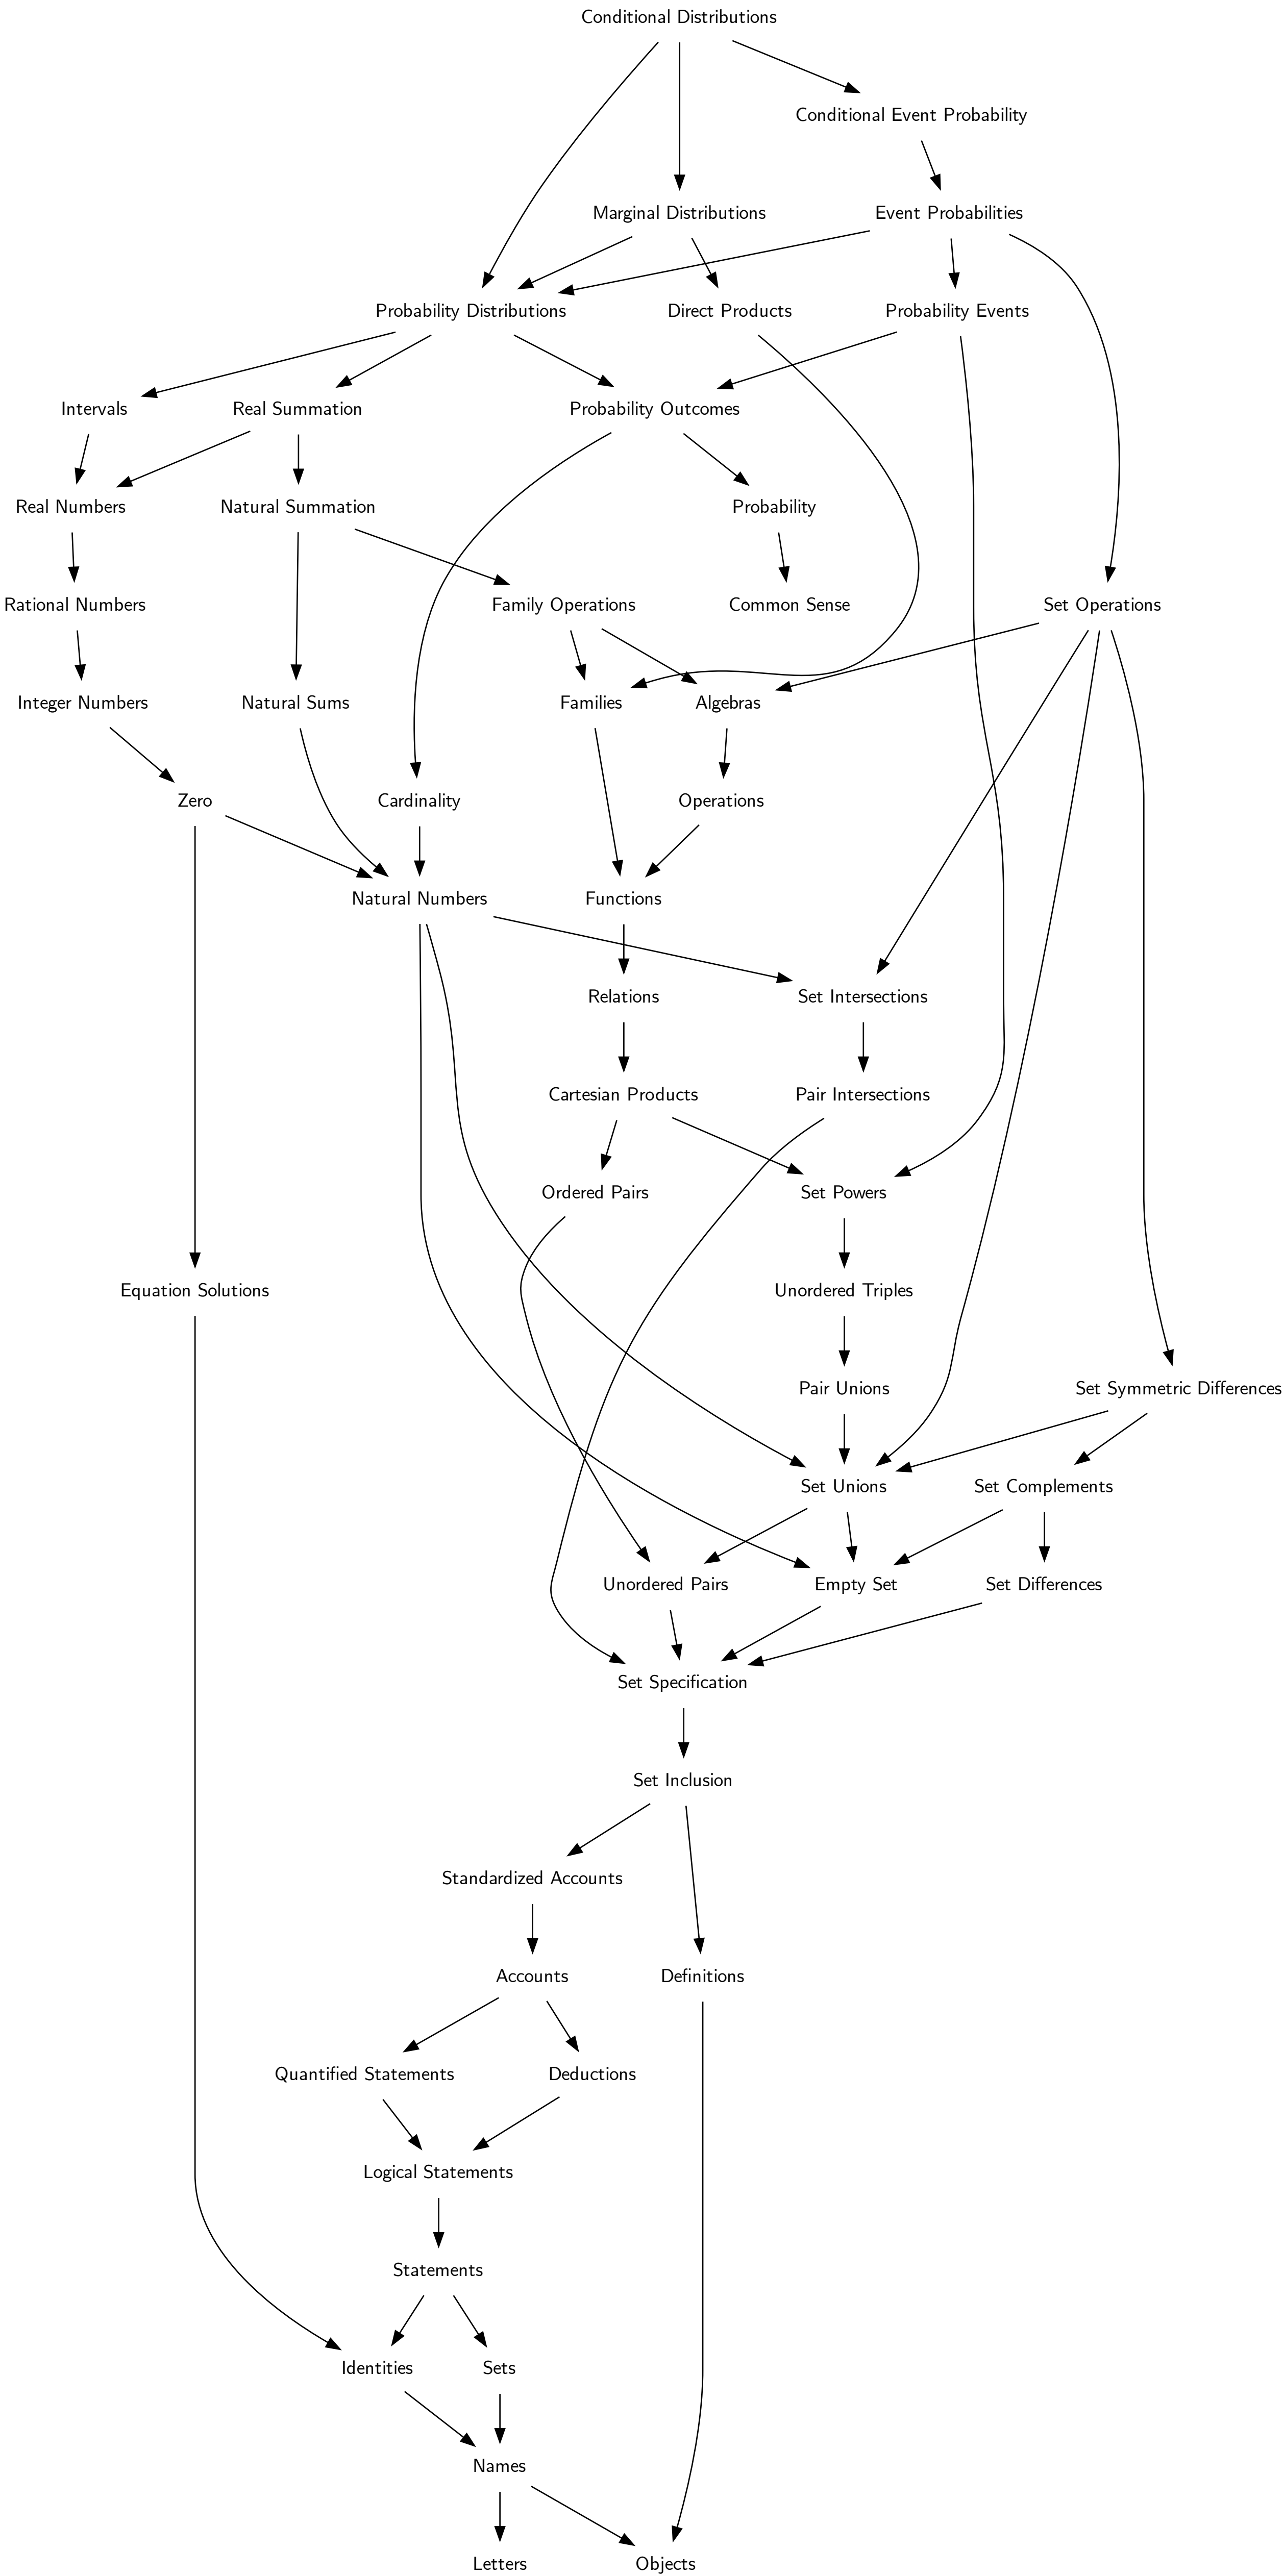 Conditional Distributions
Conditional Event Probability
Marginal Distributions
Event Probabilities
Probability Distributions
Direct Products
Probability Events
Intervals
Real Summation
Probability Outcomes
Real Numbers
Natural Summation
Probability
Rational Numbers
Family Operations
Common Sense
Set Operations
Integer Numbers
Natural Sums
Families
Algebras
Zero
Cardinality
Operations
Natural Numbers
Functions
Relations
Set Intersections
Cartesian Products
Pair Intersections
Ordered Pairs
Set Powers
Equation Solutions
Unordered Triples
Pair Unions
Set Symmetric Differences
Set Unions
Set Complements
Unordered Pairs
Empty Set
Set Differences
Set Specification
Set Inclusion
Standardized Accounts
Accounts
Definitions
Quantified Statements
Deductions
Logical Statements
Statements
Identities
Sets
Names
Letters
Objects